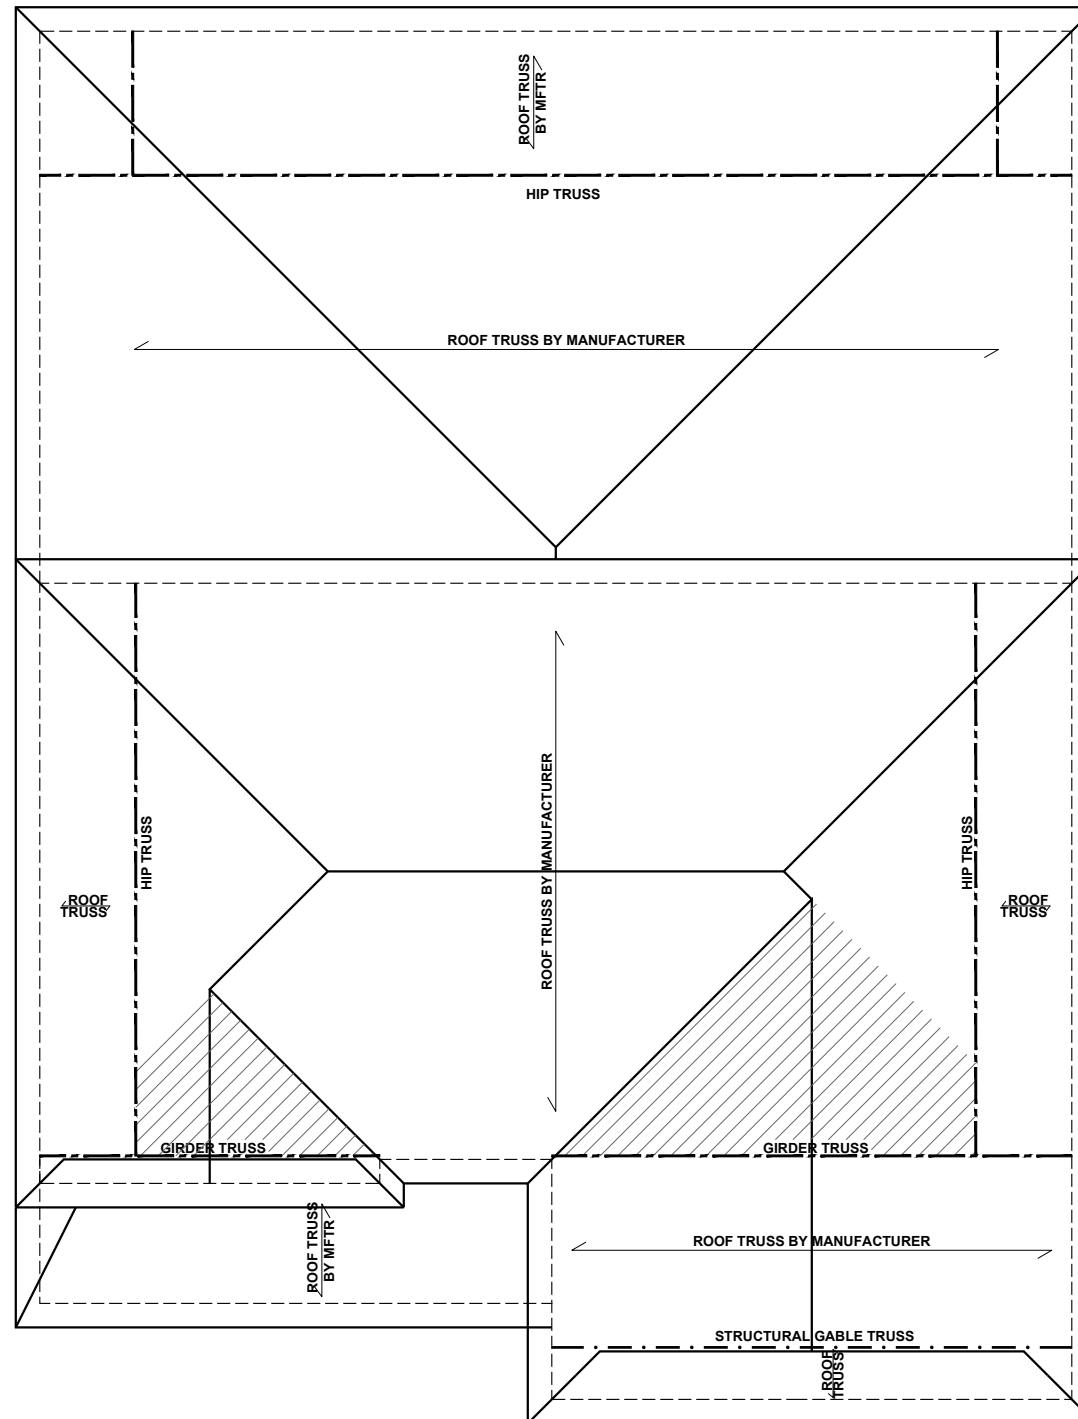 ROOF TRUSS
BY MFTR
HIP TRUSS
ROOF TRUSS BY MANUFACTURER
ROOF TRUSS BY MANUFACTURER
HIP TRUSS
HIP TRUSS
ROOF
TRUSS
ROOF
TRUSS
GIRDER TRUSS
GIRDER TRUSS
ROOF TRUSS
BY MFTR
ROOF TRUSS BY MANUFACTURER
STRUCTURAL GABLE TRUSS
ROOF
TRUSS